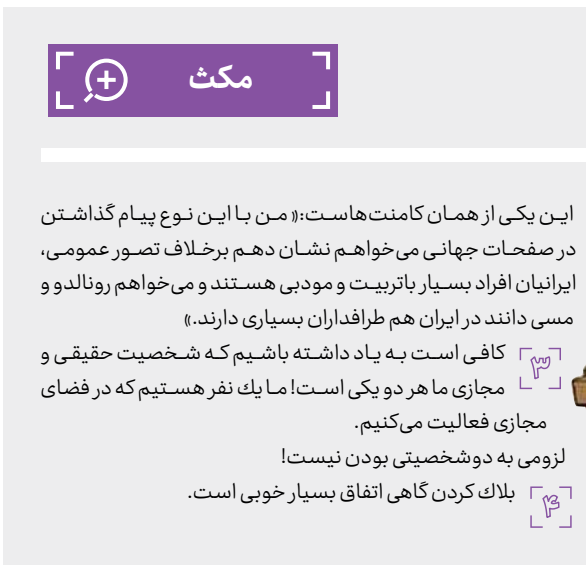 مکث
این یکی از همان کامنت‌هاست:« من با این نوع پیام گذاشتن
در صفحات جهانی می‌خواهم نشان دهم برخلاف تصور عمومی،
ایرانیان افراد بسیار باتربیت و مودبی هستند و می‌خواهم رونالدو و
مسی دانند در ایران هم طرافداران بسیاری دارند.»
۳ کافی است به یاد داشته باشیم که شخصیت حقیقی و
مجازی ما هر دو یکی است! ما یك نفر هستیم که در فضای
مجازی فعالیت می‌کنیم.
لزومی به دوشخصیتی بودن نیست!
۴ بلاك کردن گاهی اتفاق بسیار خوبی است.